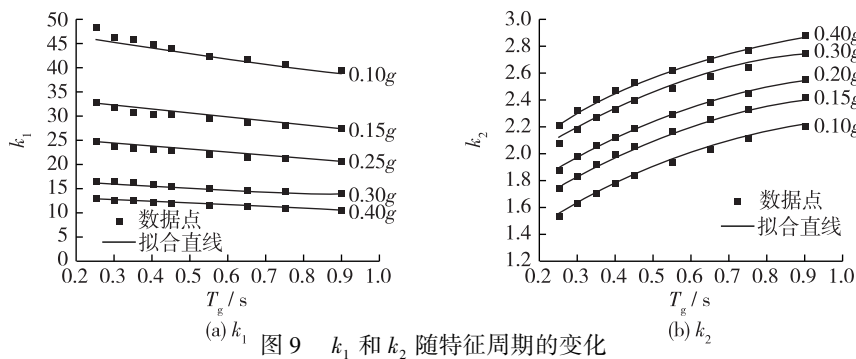 50
45
40
35
30
25
20
15
10
5
0
k₁
0.10g
0.15g
0.25g
0.30g
0.40g
数据点
拟合直线
0.2 0.3 0.4 0.5 0.6 0.7 0.8 0.9 1.0
T_g / s
(a) k₁
3.0
2.8
2.6
2.4
2.2
2.0
1.8
1.6
1.4
1.2
k₂
0.40g
0.30g
0.20g
0.15g
0.10g
数据点
拟合直线
0.2 0.3 0.4 0.5 0.6 0.7 0.8 0.9 1.0
T_g / s
(b) k₂
图 9 k₁ 和 k₂ 随特征周期的变化